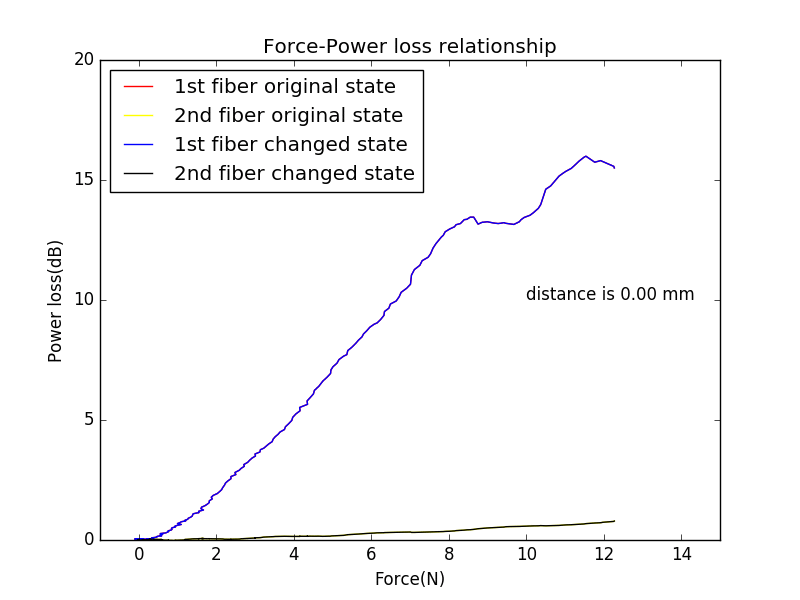 Force-Power loss relationship
1st fiber original state
2nd fiber original state
1st fiber changed state
2nd fiber changed state
20
15
10
5
0
Power loss(dB)
distance is 0.00 mm
0 2 4 6 8 10 12 14
Force(N)